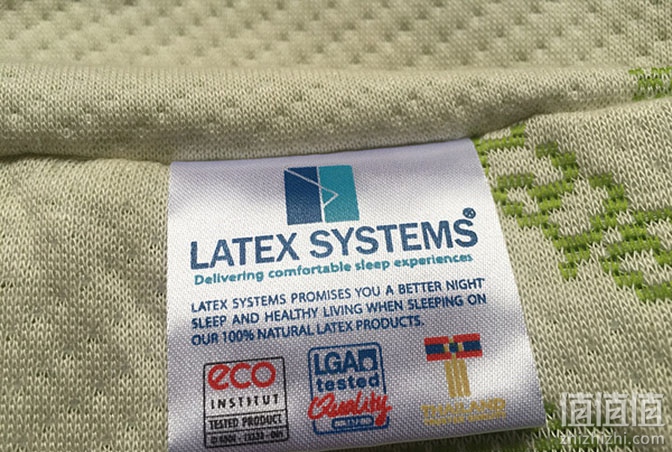 LATEX SYSTEMS®
Delivering comfortable sleep experiences
LATEX SYSTEMS PROMISES YOU A BETTER NIGHT
SLEEP AND HEALTHY LIVING WHEN SLEEPING ON
OUR 100% NATURAL LATEX PRODUCTS.
eco
INSTITUT
TESTED PRODUCT
LGA
tested
Quality
值值值
zhizhizhi.com